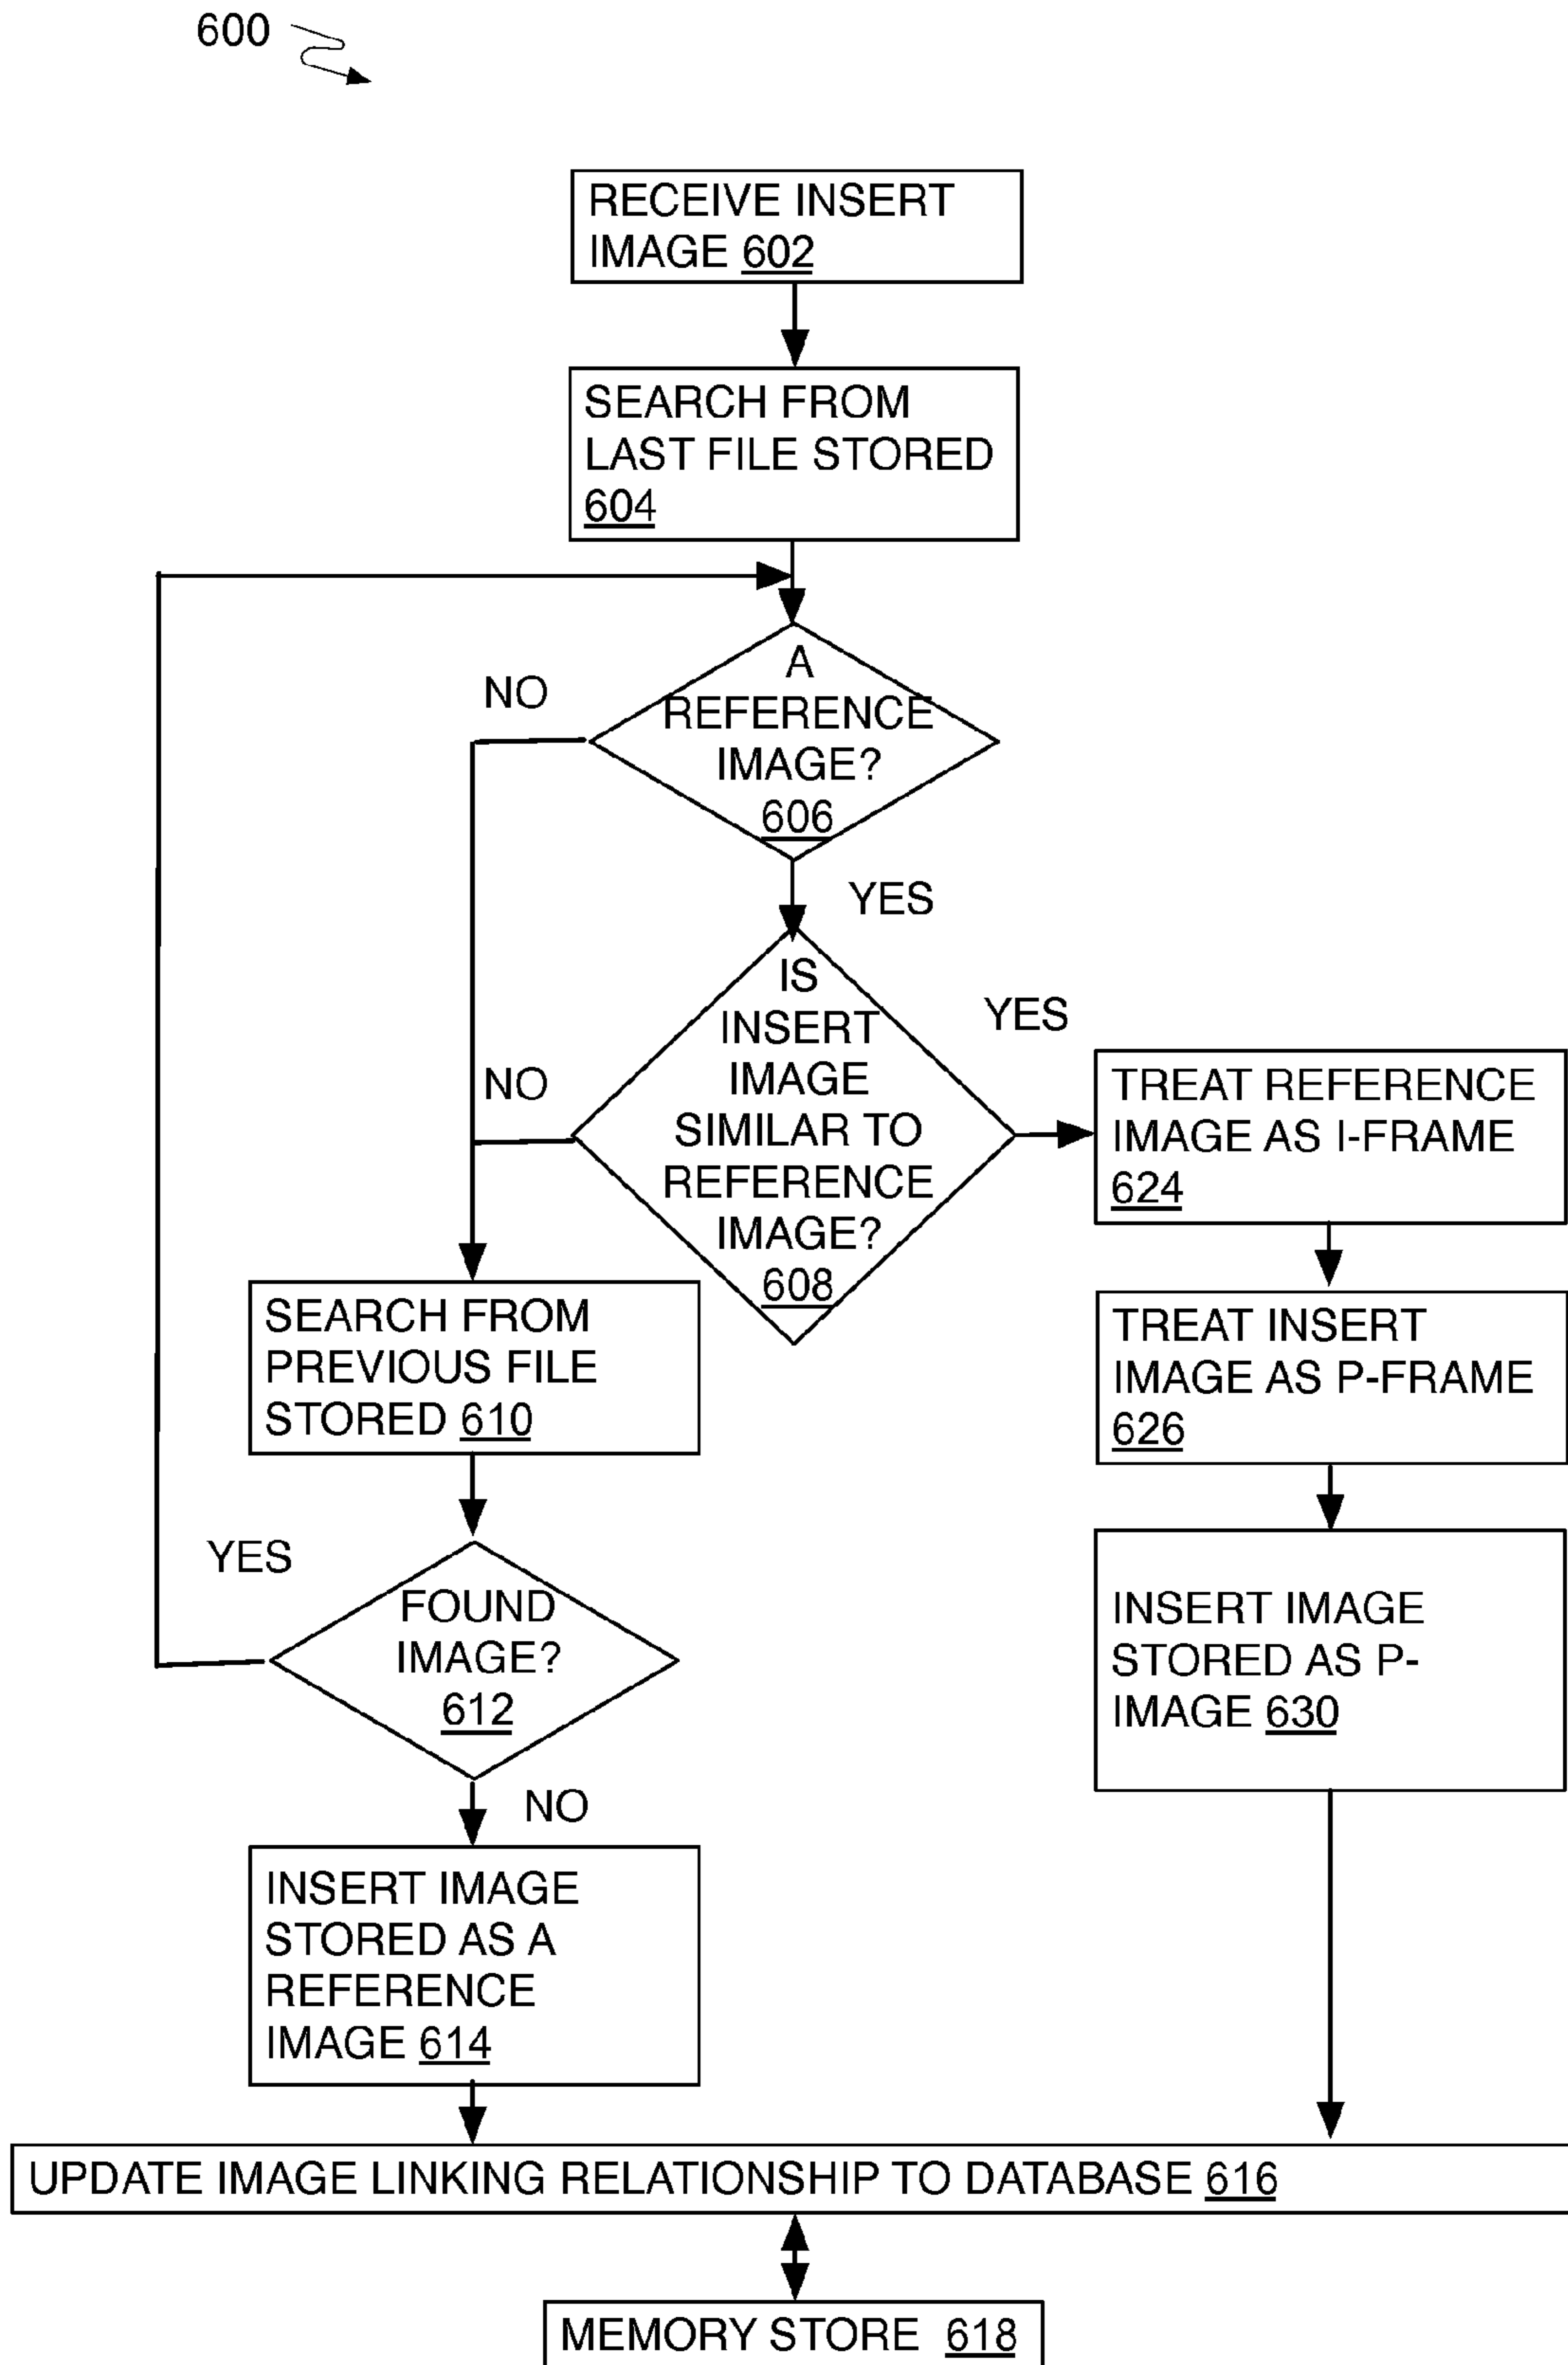 600
RECEIVE INSERT
IMAGE 602
SEARCH FROM
LAST FILE STORED
604
A
REFERENCE
IMAGE?
606
NO
YES
IS
INSERT
IMAGE
SIMILAR TO
REFERENCE
IMAGE?
608
NO
YES
TREAT REFERENCE
IMAGE AS I-FRAME
624
TREAT INSERT
IMAGE AS P-FRAME
626
INSERT IMAGE
STORED AS P-
IMAGE 630
SEARCH FROM
PREVIOUS FILE
STORED 610
FOUND
IMAGE?
612
YES
NO
INSERT IMAGE
STORED AS A
REFERENCE
IMAGE 614
UPDATE IMAGE LINKING RELATIONSHIP TO DATABASE 616
MEMORY STORE 618